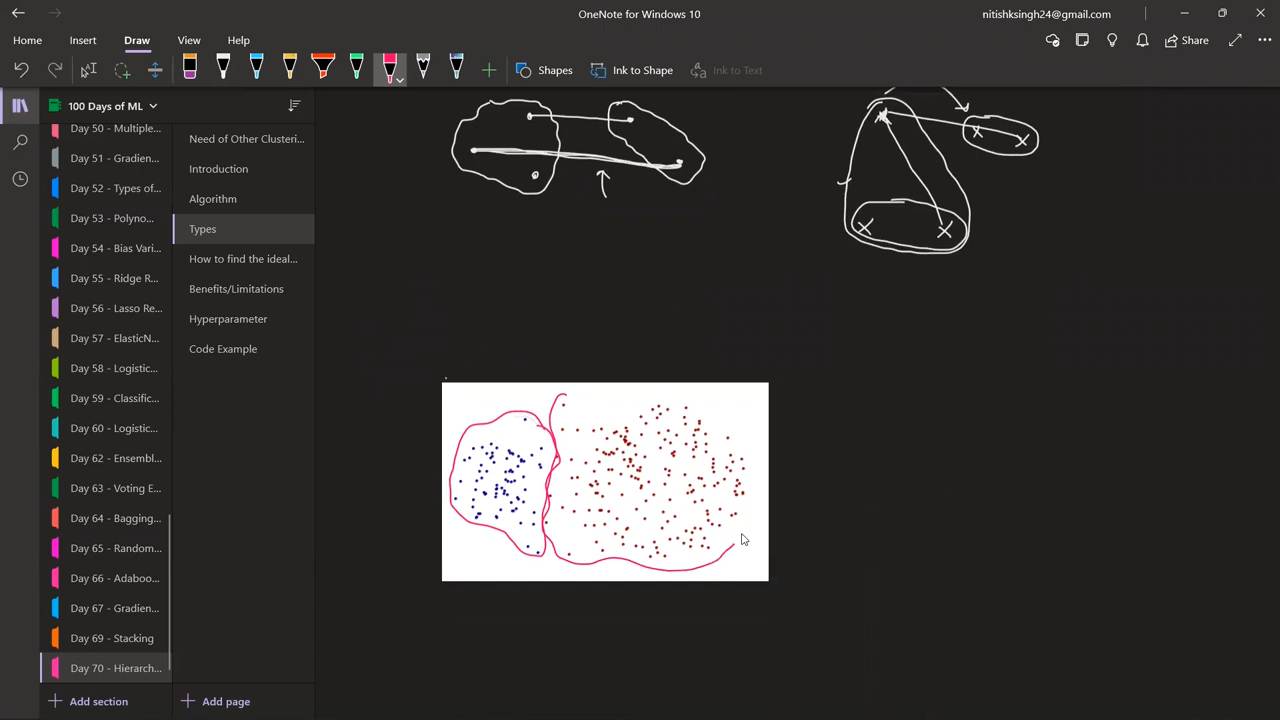 OneNote for Windows 10
nitishksingh24@gmail.com
Home
Insert
Draw
View
Help
Shapes
Ink to Shape
Ink to Text
Share
100 Days of ML
Day 50 - Multiple...
Day 51 - Gradien...
Day 52 - Types of...
Day 53 - Polyno...
Day 54 - Bias Vari...
Day 55 - Ridge R...
Day 56 - Lasso Re...
Day 57 - ElasticN...
Day 58 - Logistic...
Day 59 - Classific...
Day 60 - Logistic...
Day 62 - Ensembl...
Day 63 - Voting E...
Day 64 - Bagging...
Day 65 - Random...
Day 66 - Adaboo...
Day 67 - Gradien...
Day 69 - Stacking
Day 70 - Hierarch...
Add section
Need of Other Clusteri...
Introduction
Algorithm
Types
How to find the ideal...
Benefits/Limitations
Hyperparameter
Code Example
Add page